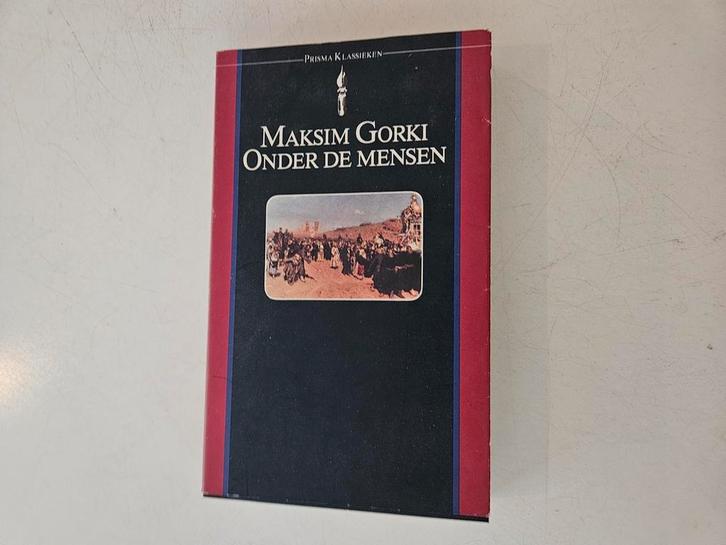 PRISMA KLASSIEKEN
MAKSIM GORKI
ONDER DE MENSEN